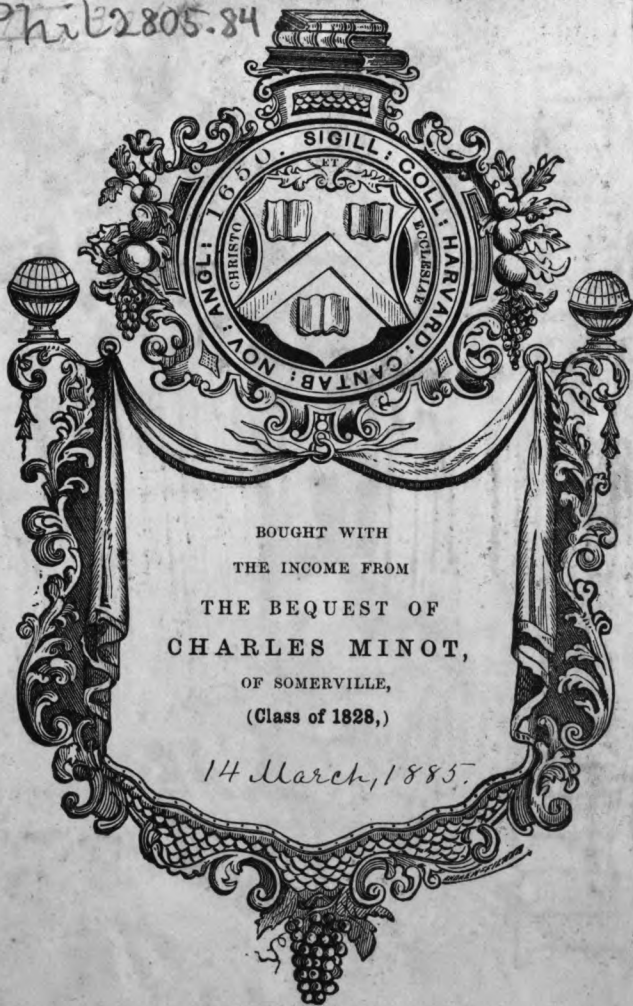 Phil 2805.84
SIGILL: COLL: HARVARD: CANTAB: NOV: ANGL: 1650.
CHRISTO ET ECCLESIAE
BOUGHT WITH
THE INCOME FROM
THE BEQUEST OF
CHARLES MINOT,
OF SOMERVILLE,
(Class of 1828,)
14 March, 1885.